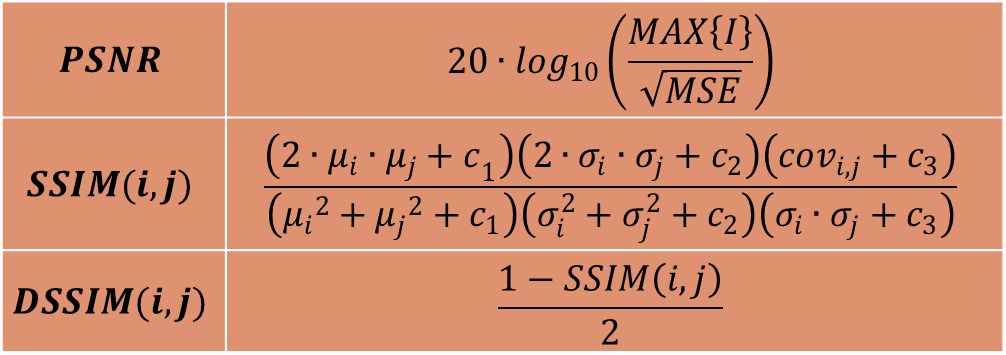 PSNR 20 · log₁₀ (MAX{I} / √MSE)
SSIM(i,j) (2 · μᵢ · μⱼ + c₁)(2 · σᵢ · σⱼ + c₂)(covᵢ,ⱼ + c₃) / (μᵢ² + μⱼ² + c₁)(σᵢ² + σⱼ² + c₂)(σᵢ · σⱼ + c₃)
DSSIM(i,j) 1 − SSIM(i,j) / 2